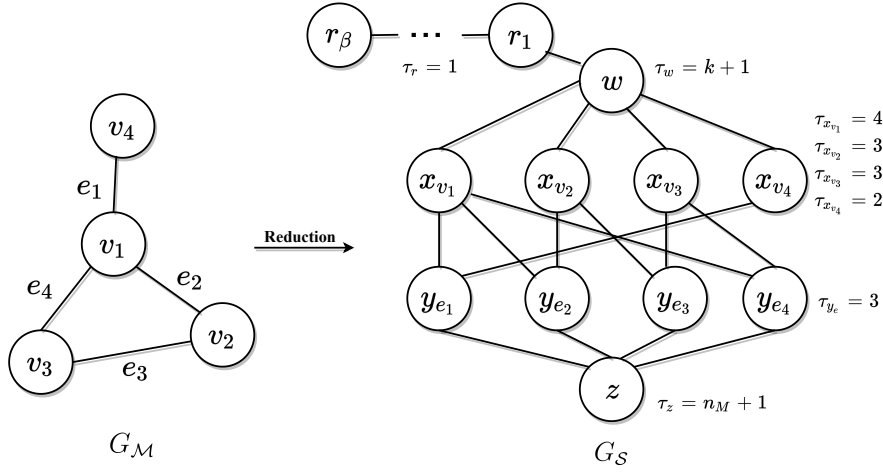 r_β ... r_1
τ_r = 1
w
τ_w = k + 1
τ_{x_{v_1}} = 4
τ_{x_{v_2}} = 3
τ_{x_{v_3}} = 3
τ_{x_{v_4}} = 2
v_4
e_1
v_1
e_4
e_2
v_3
e_3
v_2
Reduction
x_{v_1} x_{v_2} x_{v_3} x_{v_4}
y_{e_1} y_{e_2} y_{e_3} y_{e_4}
τ_{y_e} = 3
z
τ_z = n_M + 1
G_ℳ
G_𝒮